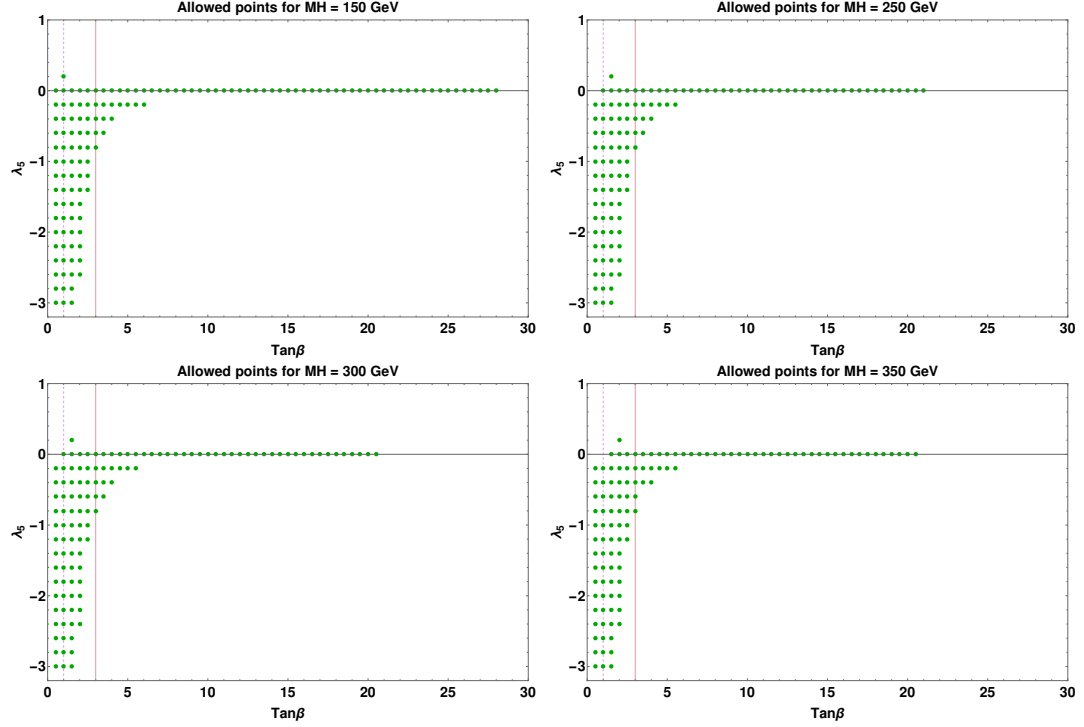 Allowed points for MH = 150 GeV
1
0
−1
−2
−3
λ5
0 5 10 15 20 25 30
Tanβ
Allowed points for MH = 250 GeV
1
0
−1
−2
−3
λ5
0 5 10 15 20 25 30
Tanβ
Allowed points for MH = 300 GeV
1
0
−1
−2
−3
λ5
0 5 10 15 20 25 30
Tanβ
Allowed points for MH = 350 GeV
1
0
−1
−2
−3
λ5
0 5 10 15 20 25 30
Tanβ